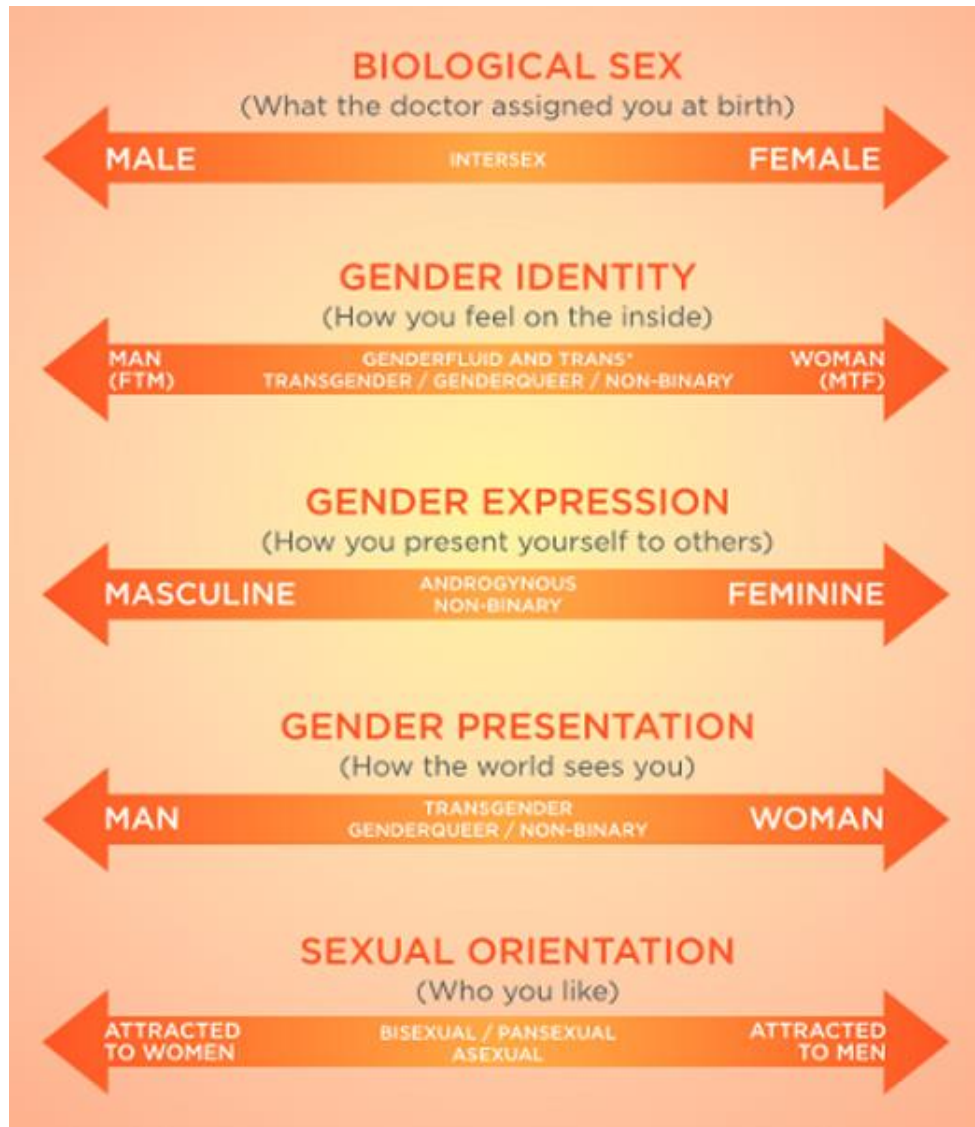 BIOLOGICAL SEX
(What the doctor assigned you at birth)
MALE
INTERSEX
FEMALE
GENDER IDENTITY
(How you feel on the inside)
MAN
(FTM)
GENDERFLUID AND TRANS*
TRANSGENDER / GENDERQUEER / NON-BINARY
WOMAN
(MTF)
GENDER EXPRESSION
(How you present yourself to others)
MASCULINE
ANDROGYNOUS
NON-BINARY
FEMININE
GENDER PRESENTATION
(How the world sees you)
MAN
TRANSGENDER
GENDERQUEER / NON-BINARY
WOMAN
SEXUAL ORIENTATION
(Who you like)
ATTRACTED
TO WOMEN
BISEXUAL / PANSEXUAL
ASEXUAL
ATTRACTED
TO MEN